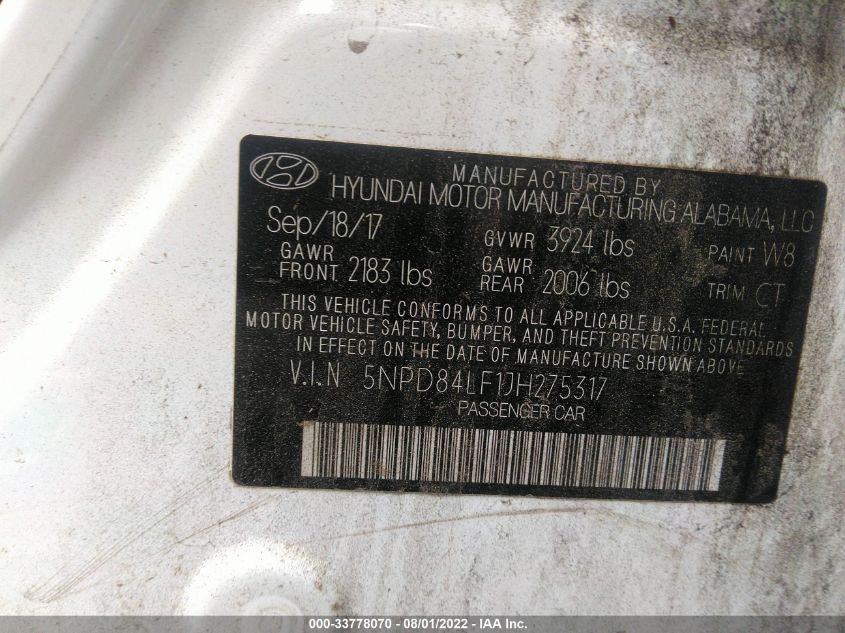 MANUFACTURED BY
HYUNDAI MOTOR MANUFACTURING ALABAMA, LLC
Sep/18/17 GVWR 3924 lbs PAINT W8
GAWR FRONT 2183 lbs GAWR REAR 2006 lbs TRIM CT
THIS VEHICLE CONFORMS TO ALL APPLICABLE U.S.A. FEDERAL
MOTOR VEHICLE SAFETY, BUMPER, AND THEFT PREVENTION STANDARDS
IN EFFECT ON THE DATE OF MANUFACTURE SHOWN ABOVE
V.I.N 5NPD84LF1JH275317
PASSENGER CAR
000-33778070 - 08/01/2022 - IAA Inc.